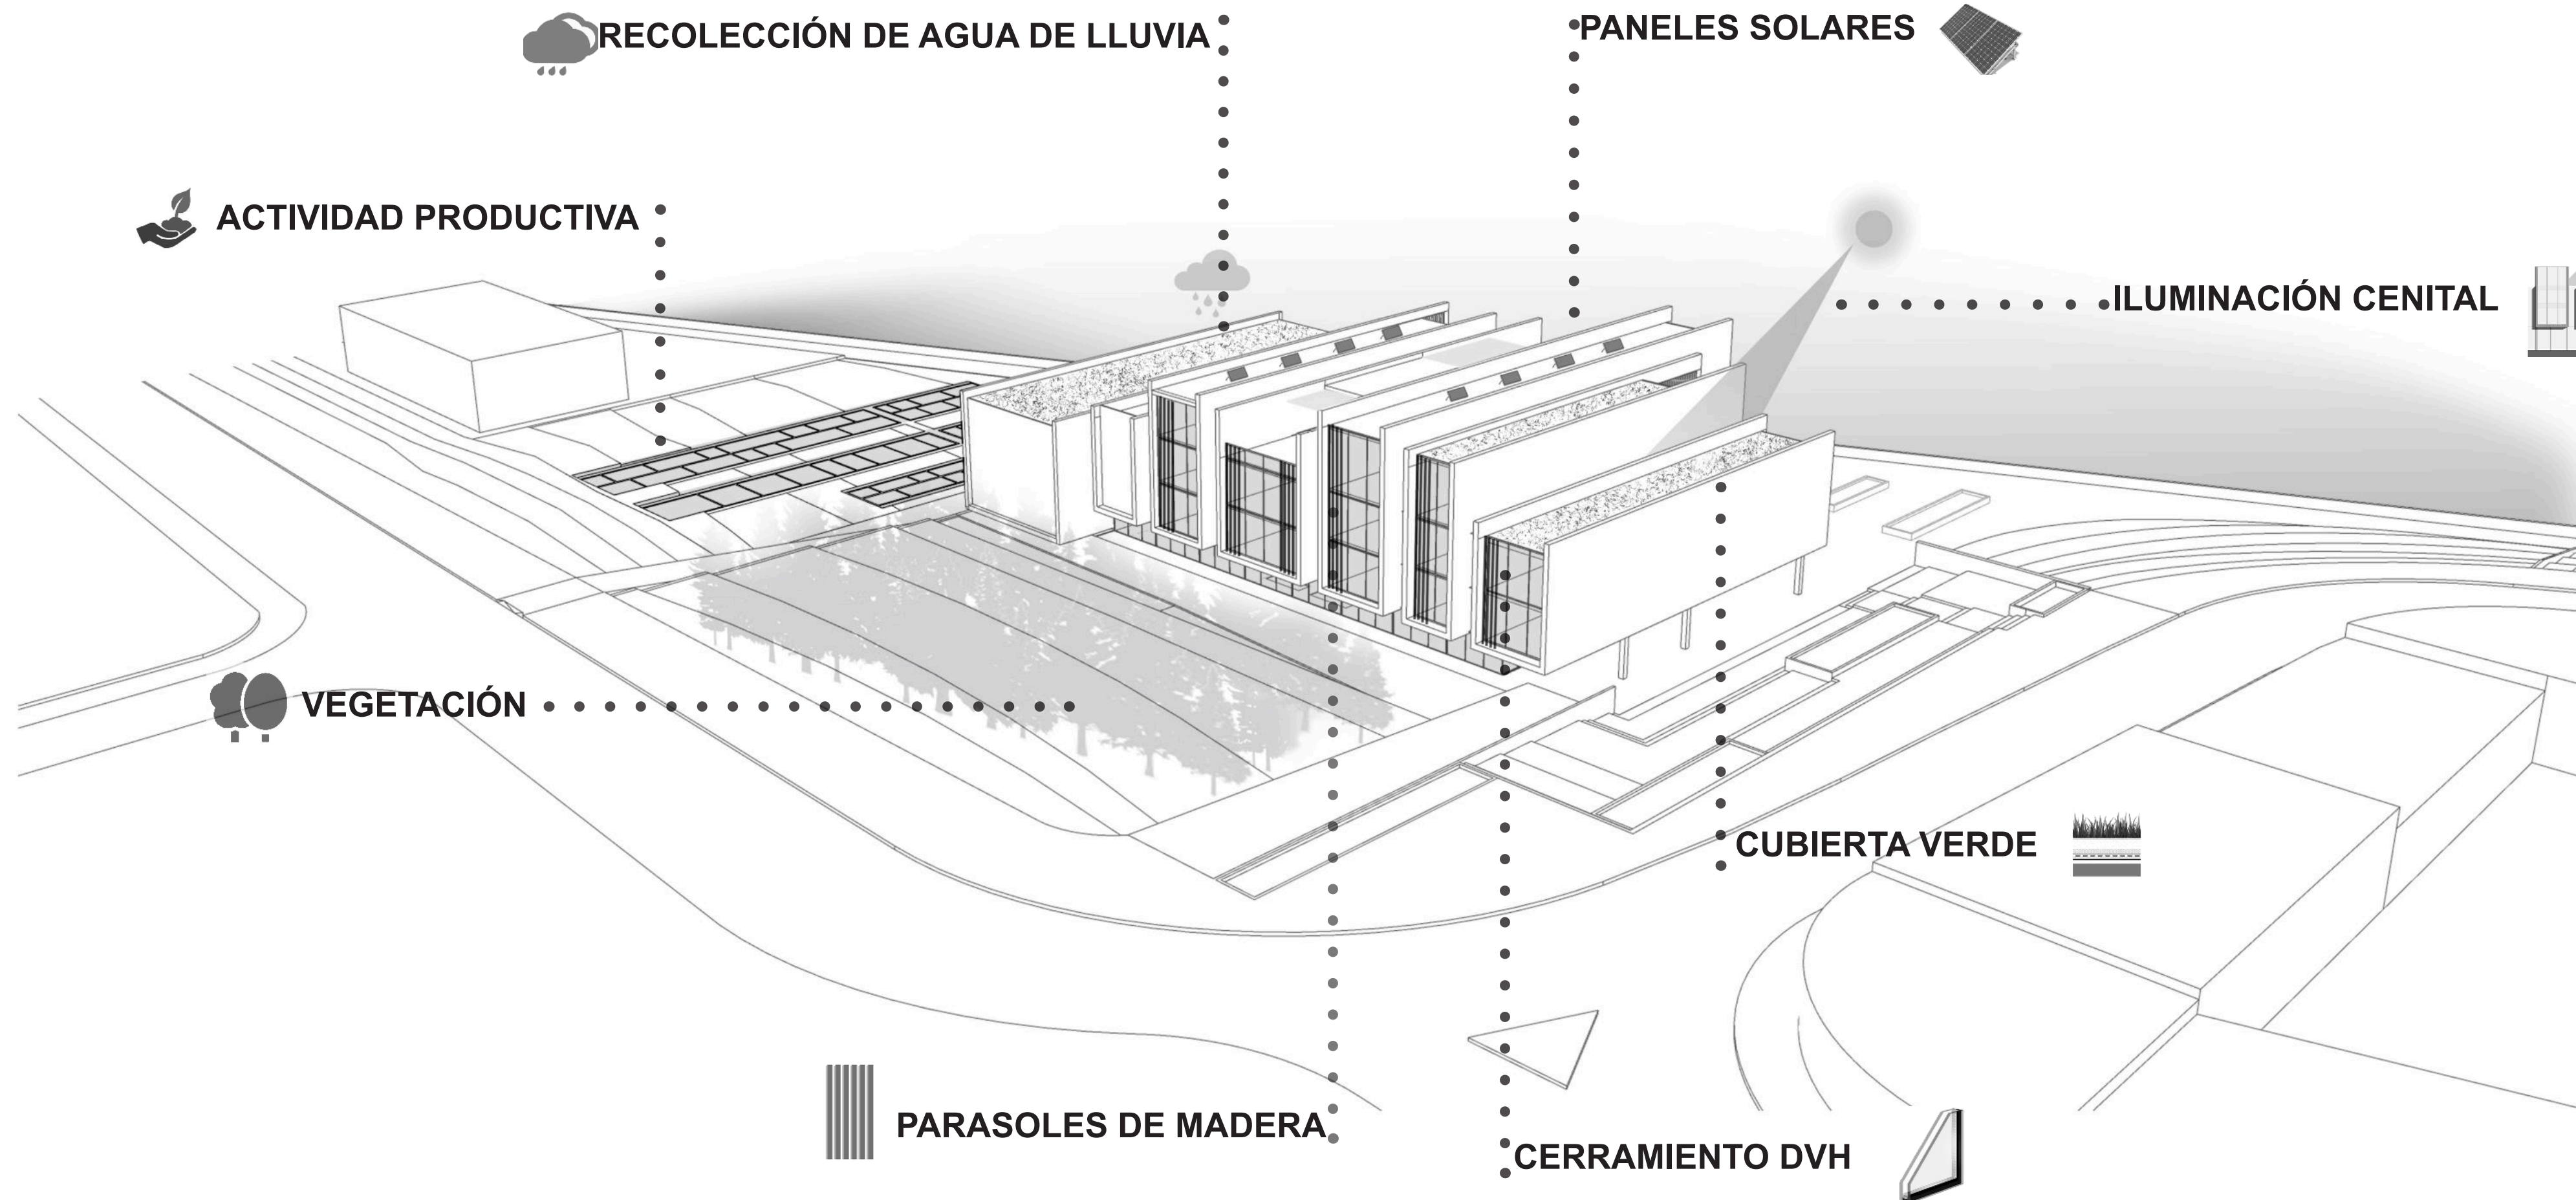 RECOLECCIÓN DE AGUA DE LLUVIA
PANELES SOLARES
ACTIVIDAD PRODUCTIVA
ILUMINACIÓN CENITAL
VEGETACIÓN
CUBIERTA VERDE
PARASOLES DE MADERA
CERRAMIENTO DVH